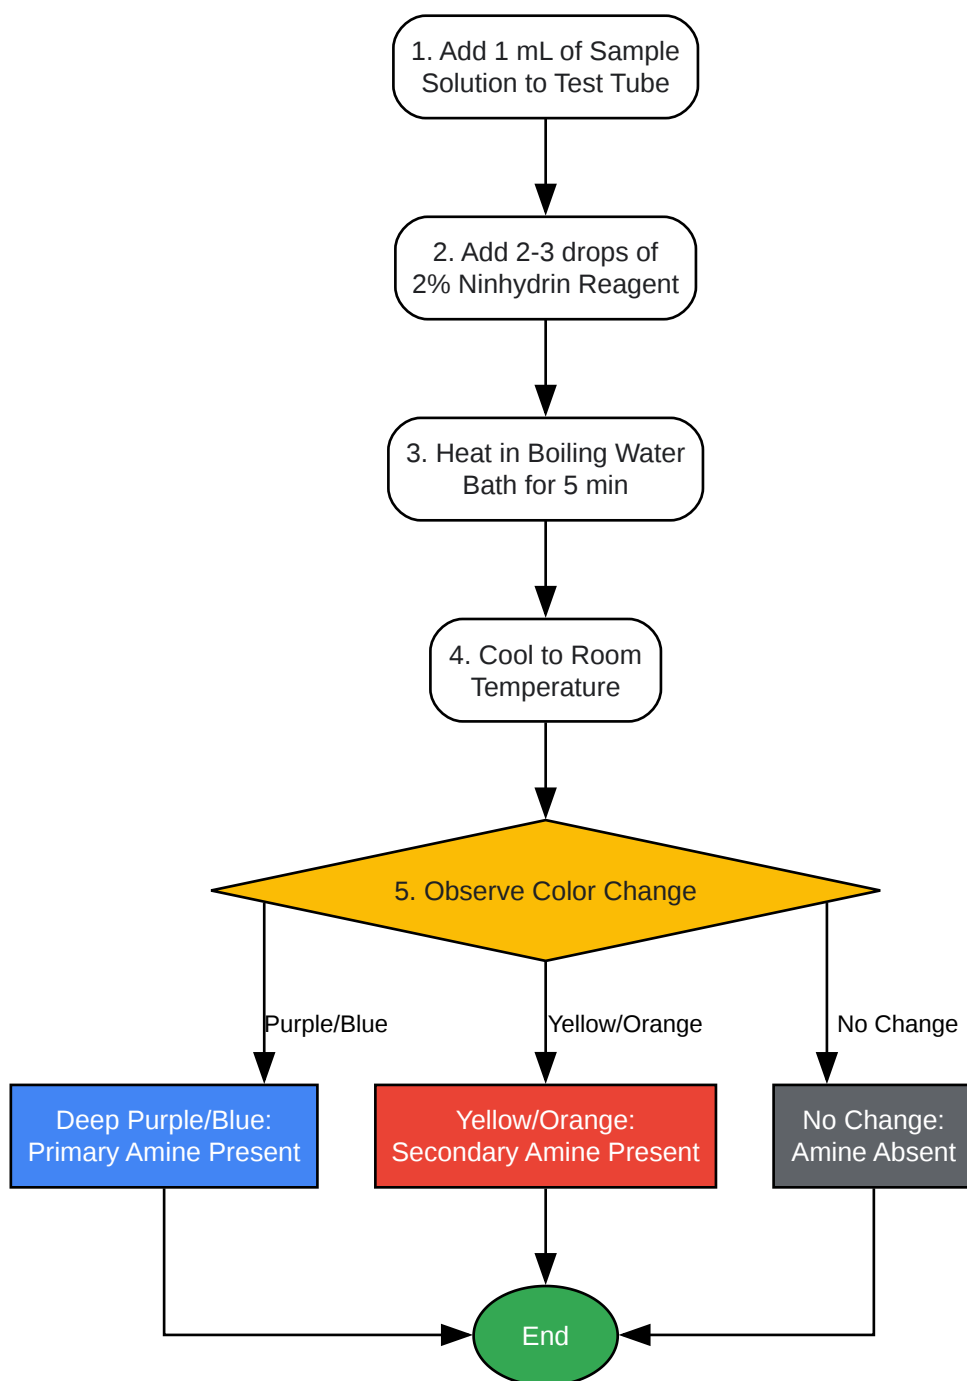 1. Add 1 mL of Sample
Solution to Test Tube
2. Add 2-3 drops of
2% Ninhydrin Reagent
3. Heat in Boiling Water
Bath for 5 min
4. Cool to Room
Temperature
5. Observe Color Change
Purple/Blue
Yellow/Orange
No Change
Deep Purple/Blue:
Primary Amine Present
Yellow/Orange:
Secondary Amine Present
No Change:
Amine Absent
End